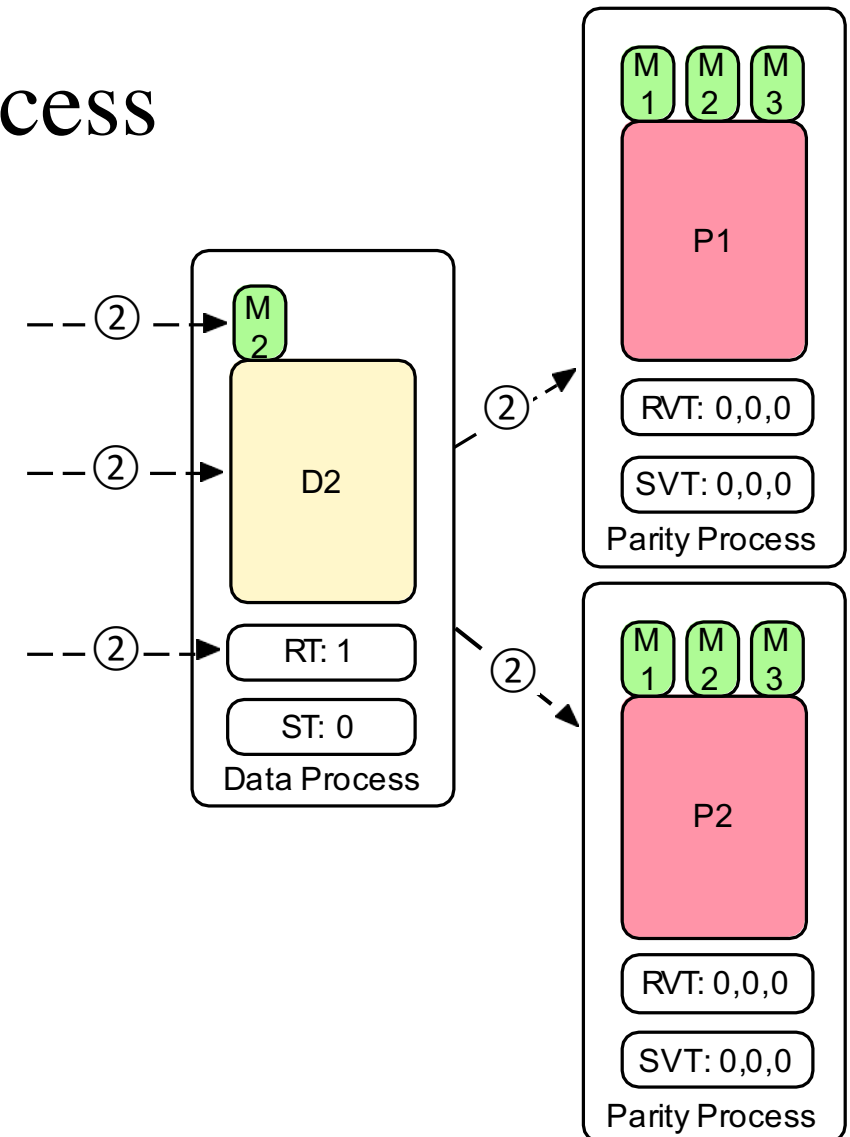 cess
M
1
M
2
M
3
P1
RVT: 0,0,0
SVT: 0,0,0
Parity Process
②
②
②
M
2
D2
RT: 1
ST: 0
Data Process
②
②
M
1
M
2
M
3
P2
RVT: 0,0,0
SVT: 0,0,0
Parity Process